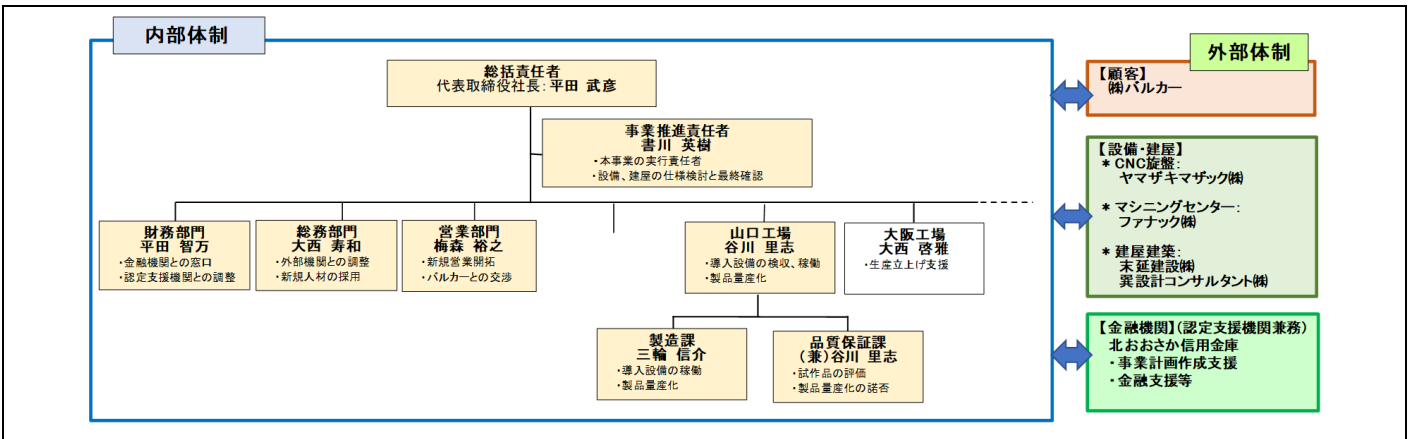 内部体制
総括責任者
代表取締役社長：平田 武彦
事業推進責任者
書川 英樹
・本事業の実行責任者
・設備、建屋の仕様検討と最終確認
財務部門
平田 智万
・金融機関との窓口
・認定支援機関との調整
総務部門
大西 寿和
・外部機関との調整
・新規人材の採用
営業部門
梅森 裕之
・新規営業開拓
・バルカーとの交渉
山口工場
谷川 里志
・導入設備の検収、稼働
・製品量産化
大阪工場
大西 啓雅
・生産立上げ支援
製造課
三輪 信介
・導入設備の稼働
・製品量産化
品質保証課
（兼）谷川 里志
・試作品の評価
・製品量産化の諾否
外部体制
【顧客】
㈱バルカー
【設備・建屋】
＊CNC旋盤：
ヤマザキマザック㈱
＊マシニングセンター：
ファナック㈱
＊建屋建築：
末延建設㈱
巽設計コンサルタント㈱
【金融機関】（認定支援機関兼務）
北おおさか信用金庫
・事業計画作成支援
・金融支援等